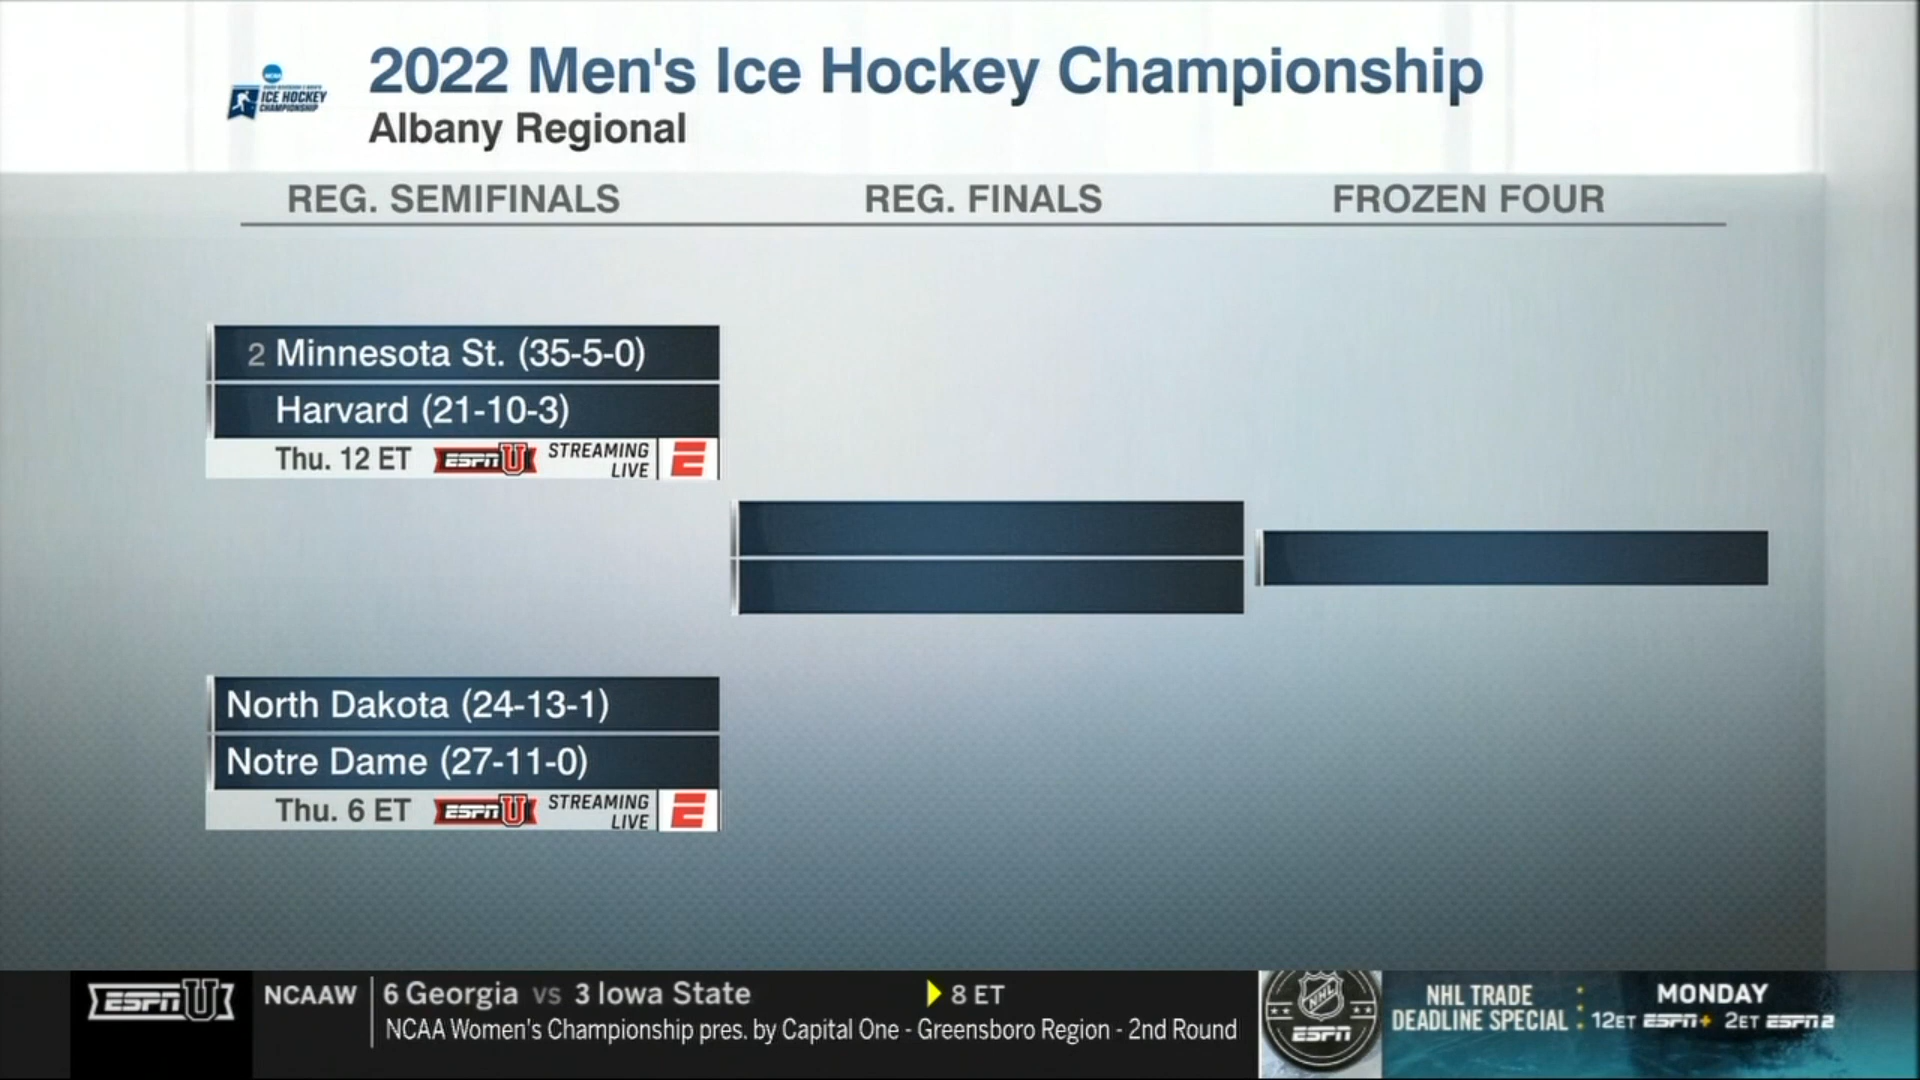 2022 Men's Ice Hockey Championship
NCAA
ICE HOCKEY
CHAMPIONSHIP
Albany Regional
REG. SEMIFINALS REG. FINALS FROZEN FOUR
2 Minnesota St. (35-5-0)
Harvard (21-10-3)
Thu. 12 ET ESPNU STREAMING LIVE
North Dakota (24-13-1)
Notre Dame (27-11-0)
Thu. 6 ET ESPNU STREAMING LIVE
ESPNU NCAAW 6 Georgia vs 3 Iowa State 8 ET
NCAA Women's Championship pres. by Capital One - Greensboro Region - 2nd Round
NHL
ESPN
NHL TRADE
DEADLINE SPECIAL
MONDAY
12ET ESPN+ 2ET ESPN2